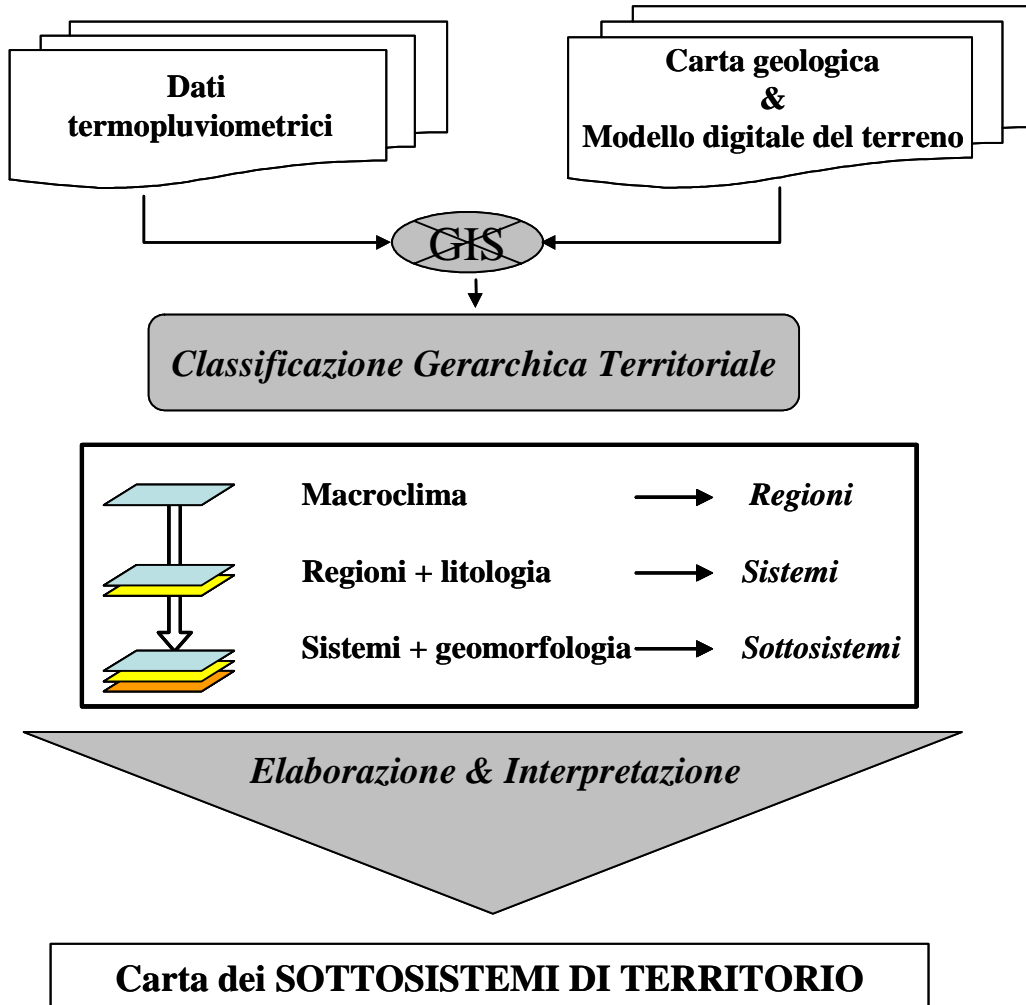 Dati
termopluviometrici
Carta geologica
&
Modello digitale del terreno
GIS
Classificazione Gerarchica Territoriale
Macroclima Regioni
Regioni + litologia Sistemi
Sistemi + geomorfologia Sottosistemi
Elaborazione & Interpretazione
Carta dei SOTTOSISTEMI DI TERRITORIO